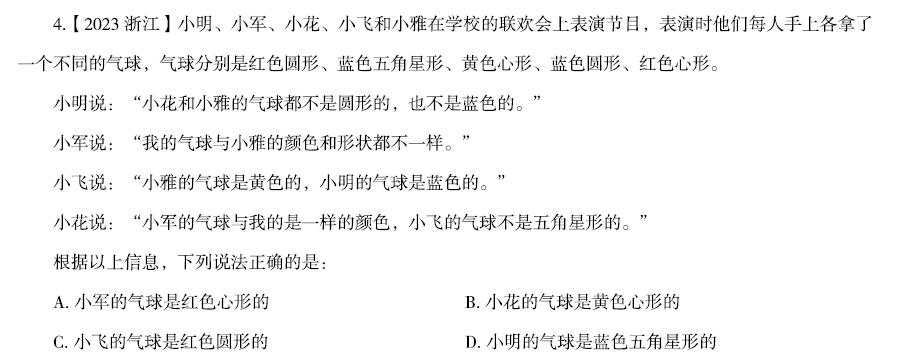 4.【2023 浙江】小明、小军、小花、小飞和小雅在学校的联欢会上表演节目，表演时他们每人手上各拿了
一个不同的气球，气球分别是红色圆形、蓝色五角星形、黄色心形、蓝色圆形、红色心形。
小明说：“小花和小雅的气球都不是圆形的，也不是蓝色的。”
小军说：“我的气球与小雅的颜色和形状都不一样。”
小飞说：“小雅的气球是黄色的，小明的气球是蓝色的。”
小花说：“小军的气球与我的是一样的颜色，小飞的气球不是五角星形的。”
根据以上信息，下列说法正确的是：
A. 小军的气球是红色心形的 B. 小花的气球是黄色心形的
C. 小飞的气球是红色圆形的 D. 小明的气球是蓝色五角星形的